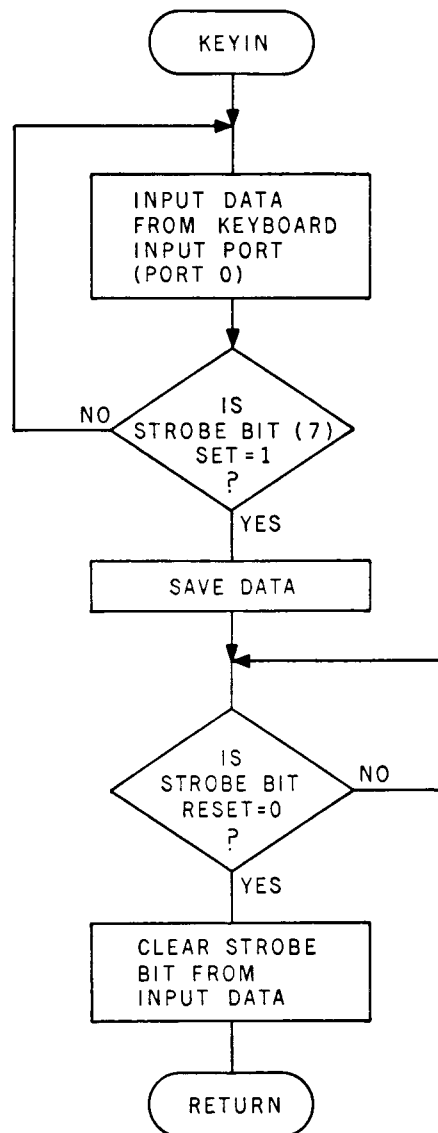 KEYIN
INPUT DATA
FROM KEYBOARD
INPUT PORT
(PORT 0)
IS
STROBE BIT (7)
SET=1
?
NO
YES
SAVE DATA
IS
STROBE BIT
RESET=0
?
NO
YES
CLEAR STROBE
BIT FROM
INPUT DATA
RETURN